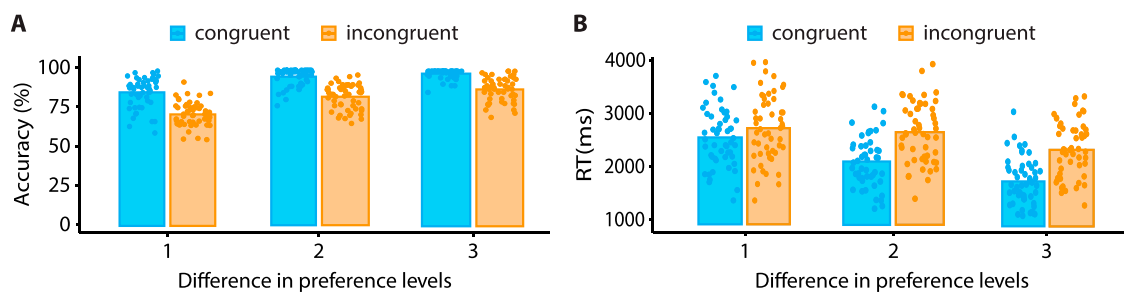 A
congruent incongruent
Accuracy (%)
100
75
50
25
0
1 2 3
Difference in preference levels
B
congruent incongruent
RT(ms)
4000
3000
2000
1000
1 2 3
Difference in preference levels